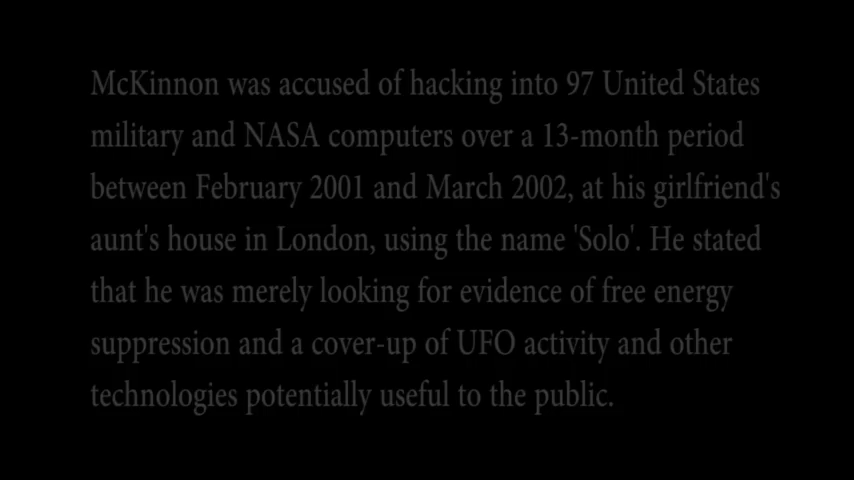 McKinnon was accused of hacking into 97 United States
military and NASA computers over a 13-month period
between February 2001 and March 2002, at his girlfriend's
aunt's house in London, using the name 'Solo'. He stated
that he was merely looking for evidence of free energy
suppression and a cover-up of UFO activity and other
technologies potentially useful to the public.